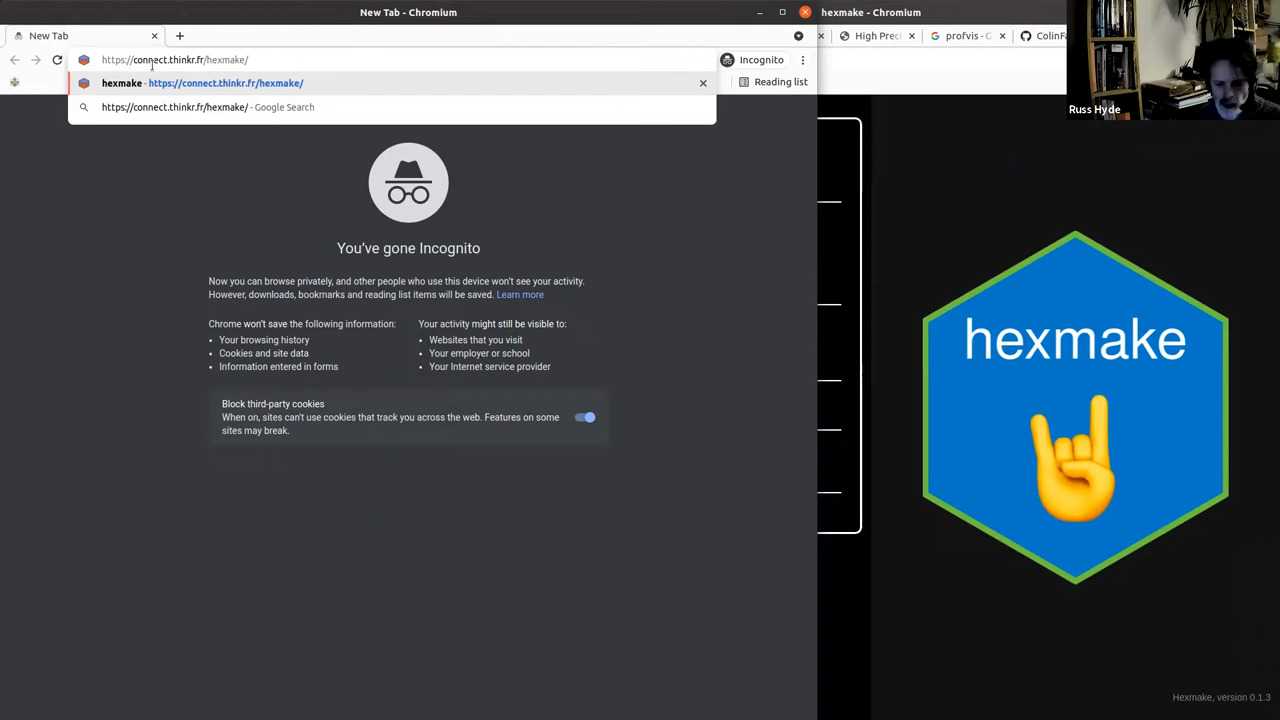 New Tab - Chromium
hexmake - Chromium
New Tab
High Preci
profvis - G
ColinFa
https://connect.thinkr.fr/hexmake/
Incognito
hexmake - https://connect.thinkr.fr/hexmake/
Reading list
https://connect.thinkr.fr/hexmake/ - Google Search
Russ Hyde
You've gone Incognito
Now you can browse privately, and other people who use this device won't see your activity.
However, downloads, bookmarks and reading list items will be saved. Learn more
Chrome won't save the following information:
• Your browsing history
• Cookies and site data
• Information entered in forms
Your activity might still be visible to:
• Websites that you visit
• Your employer or school
• Your Internet service provider
Block third-party cookies
When on, sites can't use cookies that track you across the web. Features on some
sites may break.
hexmake
Hexmake, version 0.1.3